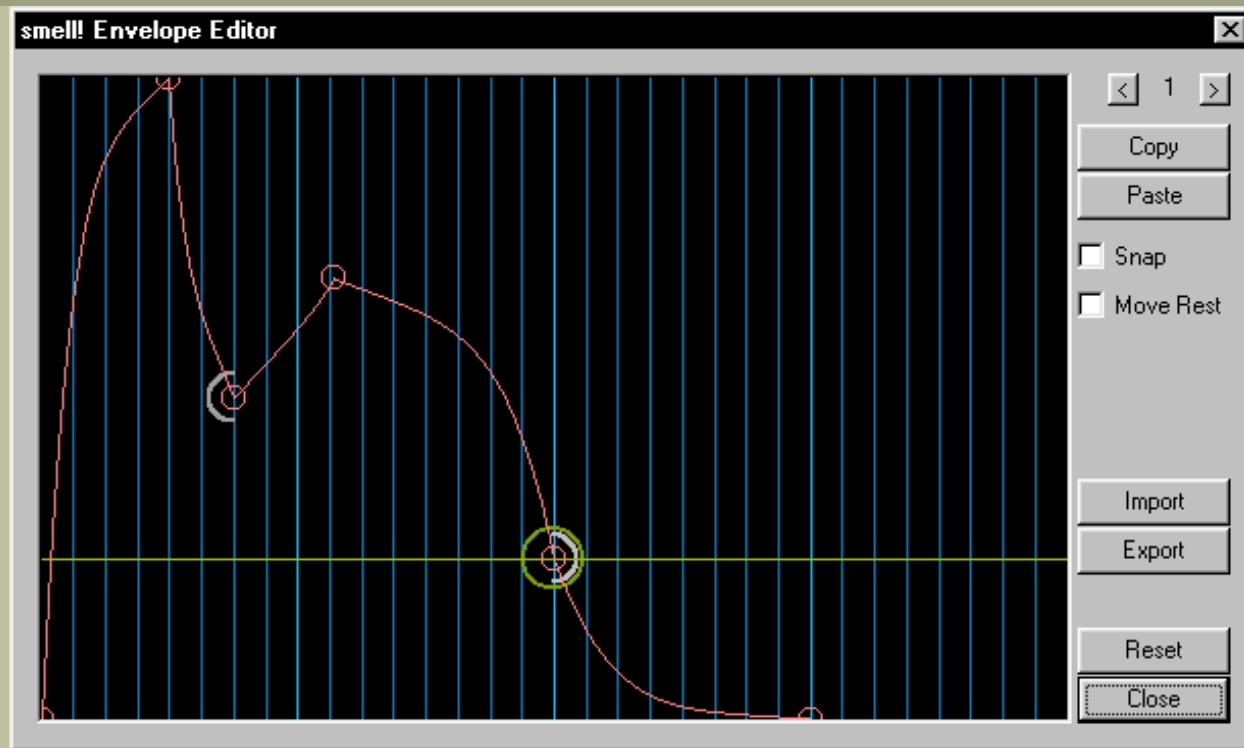 smell! Envelope Editor
< 1 >
Copy
Paste
Snap
Move Rest
Import
Export
Reset
Close